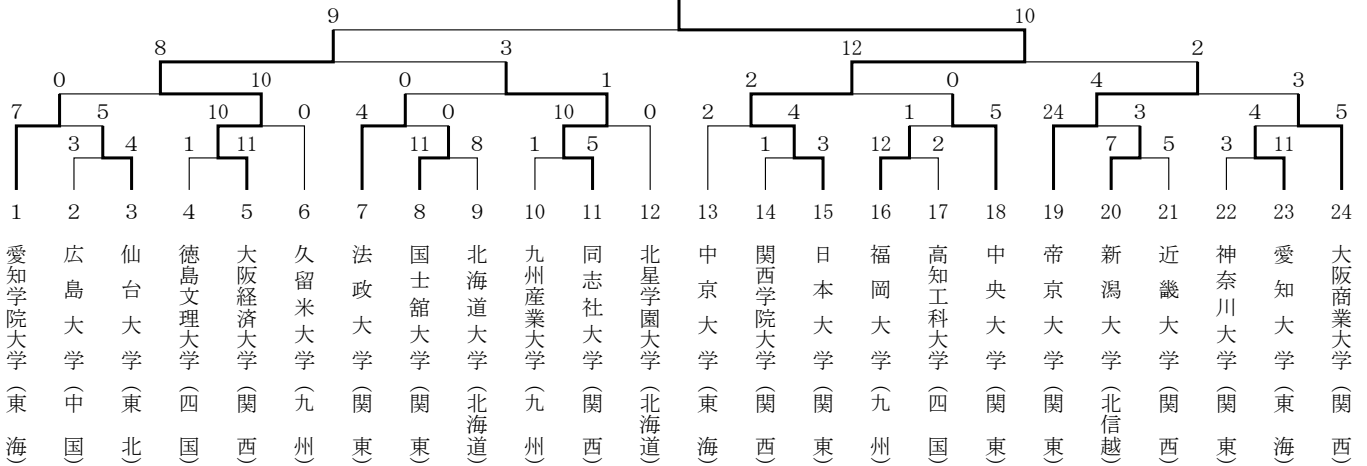 9 10
8 3 12 2
0 10 0 1 2 0 4 3
7 5 10 0 4 0 10 0 2 4 1 5 24 3 4 5
3 4 1 11 11 8 1 5 1 3 12 2 7 5 3 11
1 2 3 4 5 6 7 8 9 10 11 12 13 14 15 16 17 18 19 20 21 22 23 24
愛知学院大学（東海）
広島大学（中国）
仙台大学（東北）
徳島文理大学（四国）
大阪経済大学（関西）
久留米大学（九州）
法政大学（関東）
国士舘大学（関東）
北海道大学（北海道）
九州産業大学（九州）
同志社大学（関西）
北星学園大学（北海道）
中京大学（東海）
関西学院大学（関西）
日本大学（関東）
福岡大学（九州）
高知工科大学（四国）
中央大学（関東）
帝京大学（関東）
新潟大学（北信越）
近畿大学（関西）
神奈川大学（関東）
愛知大学（東海）
大阪商業大学（関西）